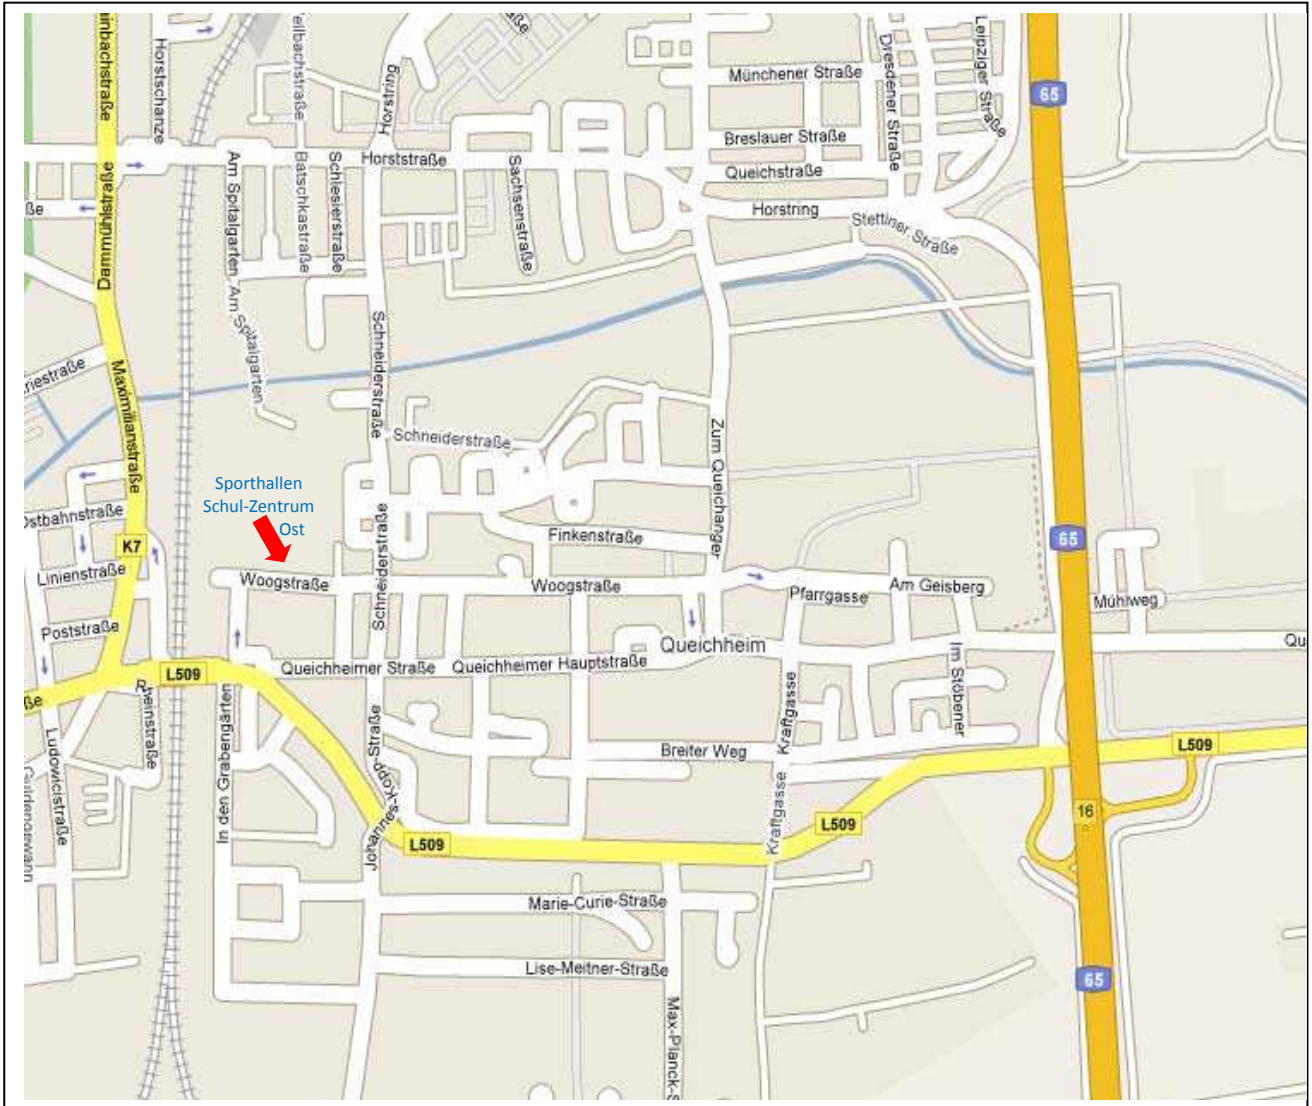 Horstschanze
Horstring
Münchener Straße
Dresdener Straße
Leipziger Straße
65
Breslauer Straße
Queichstraße
Horststraße
Horstring
Stettiner Straße
Dammühlstraße
Am Spitalgarten
Batschkastraße
Schlesierstraße
Sachsenstraße
Am Spitalgarten
Schneiderstraße
Maximilianstraße
Schneiderstraße
Zum Queichanger
Sporthallen
Schul-Zentrum
Ost
Schneiderstraße
Finkenstraße
65
K7
Linienstraße
Woogstraße
Woogstraße
Pfarrgasse
Am Geisberg
Mühlweg
Poststraße
Queichheim
Queichheimer Straße
Queichheimer Hauptstraße
Im Stöbener
L509
Kraftgasse
In den Grabengärten
Johannes-Kopp-Straße
Ludowicistraße
Breiter Weg
L509
Kraftgasse
16
L509
L509
Marie-Curie-Straße
Lise-Meitner-Straße
65
Max-Planck-S